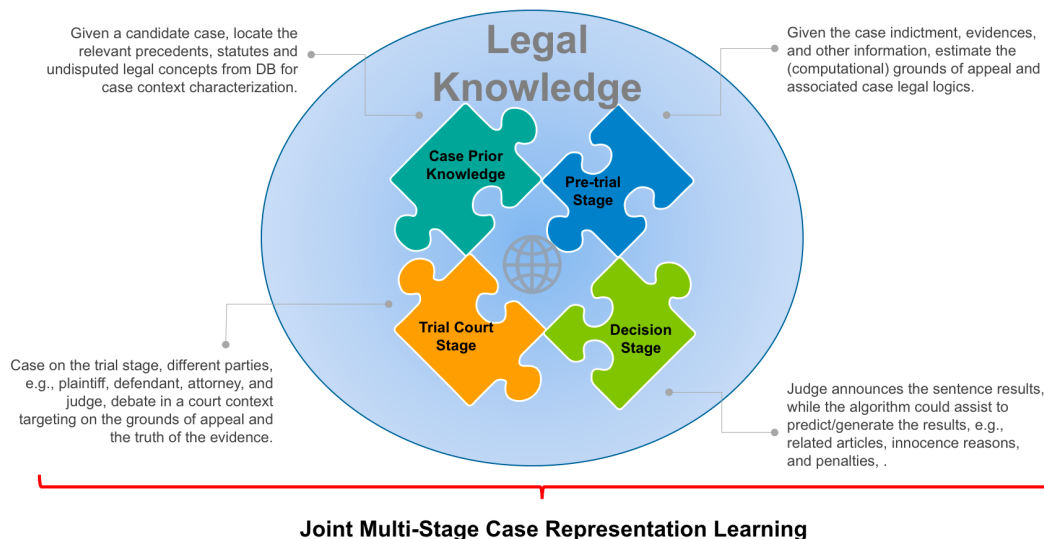 Legal
Knowledge
Given a candidate case, locate the
relevant precedents, statutes and
undisputed legal concepts from DB for
case context characterization.
Given the case indictment, evidences,
and other information, estimate the
(computational) grounds of appeal and
associated case legal logics.
Case Prior
Knowledge
Pre-trial
Stage
Trial Court
Stage
Decision
Stage
Case on the trial stage, different parties,
e.g., plaintiff, defendant, attorney, and
judge, debate in a court context
targeting on the grounds of appeal and
the truth of the evidence.
Judge announces the sentence results,
while the algorithm could assist to
predict/generate the results, e.g.,
related articles, innocence reasons,
and penalties, .
Joint Multi-Stage Case Representation Learning